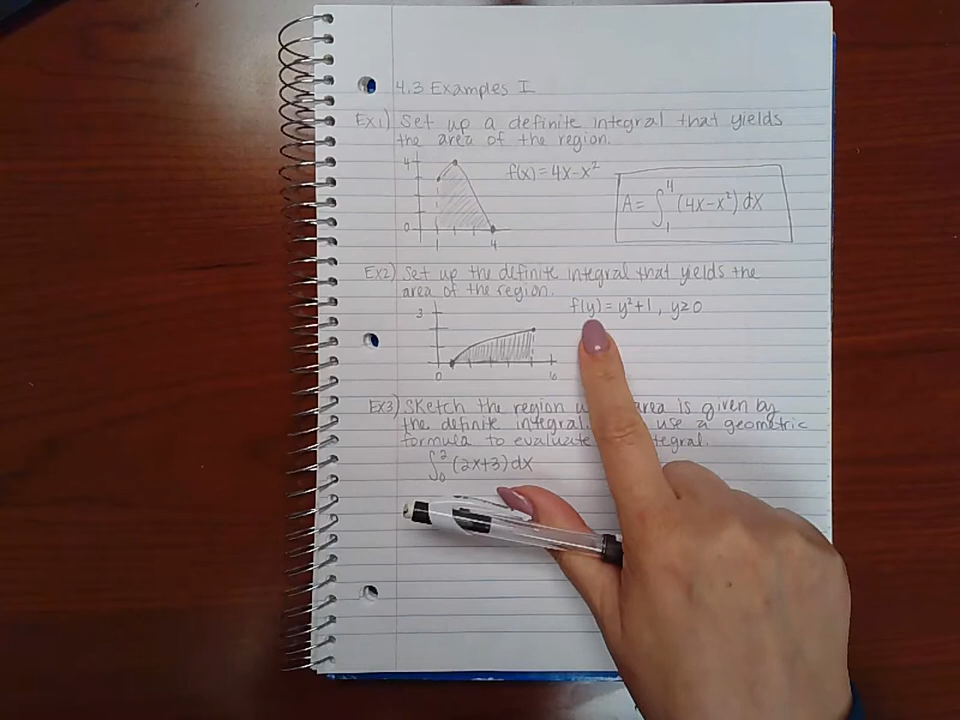 4.3 Examples I
Ex1) Set up a definite integral that yields
the area of the region.
4
f(x) = 4x-x²
A = ∫₁⁴ (4x-x²) dx
0
1 4
Ex2) Set up the definite integral that yields the
area of the region.
3
f(y) = y²+1, y≥0
0 6
Ex3) Sketch the region area is given by
the definite integral. use a geometric
formula to evaluate integral.
∫₀² (2x+3) dx